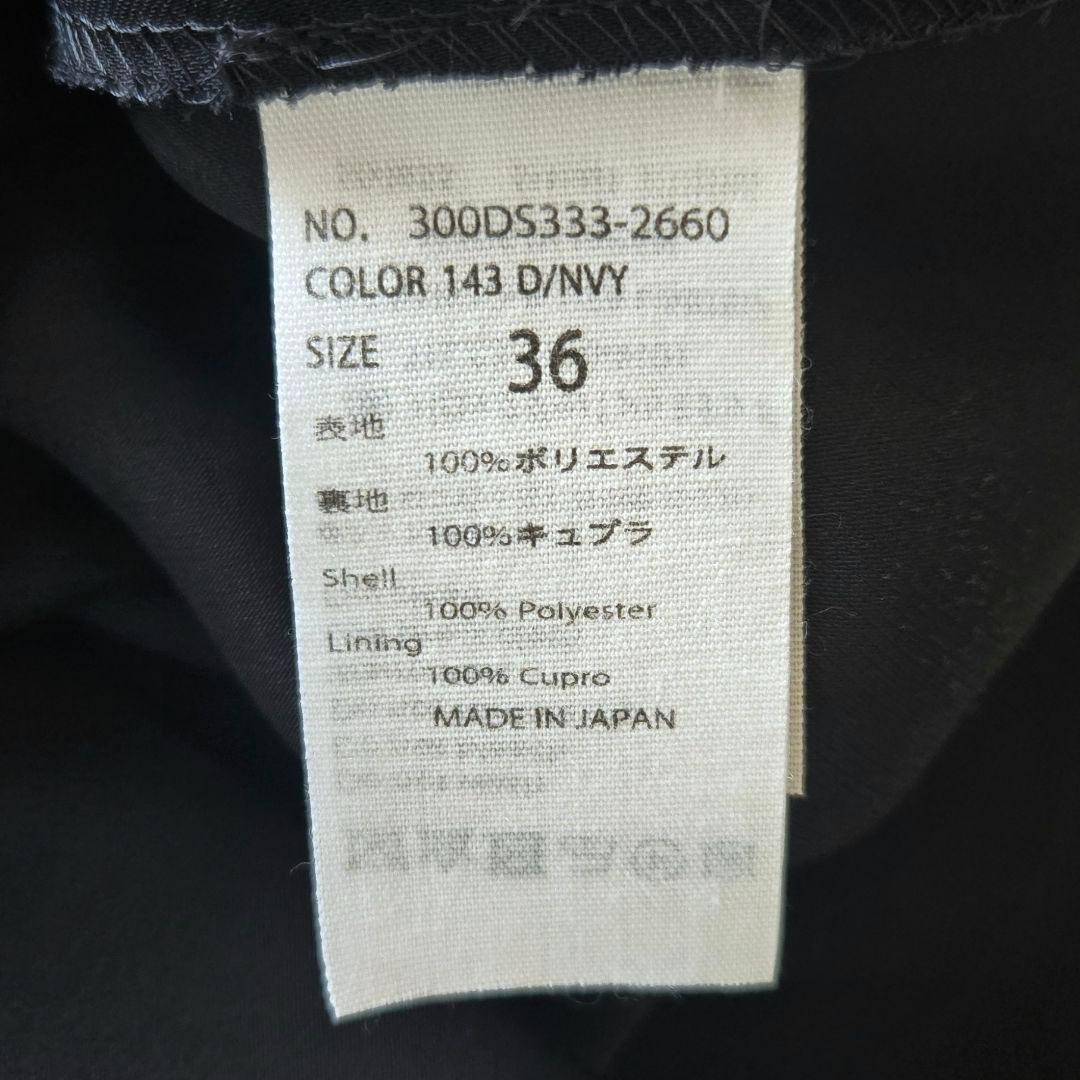 NO. 300DS333-2660
COLOR 143 D/NVY
SIZE 36
表地
100%ポリエステル
裏地
100%キュプラ
Shell
100% Polyester
Lining
100% Cupro
MADE IN JAPAN